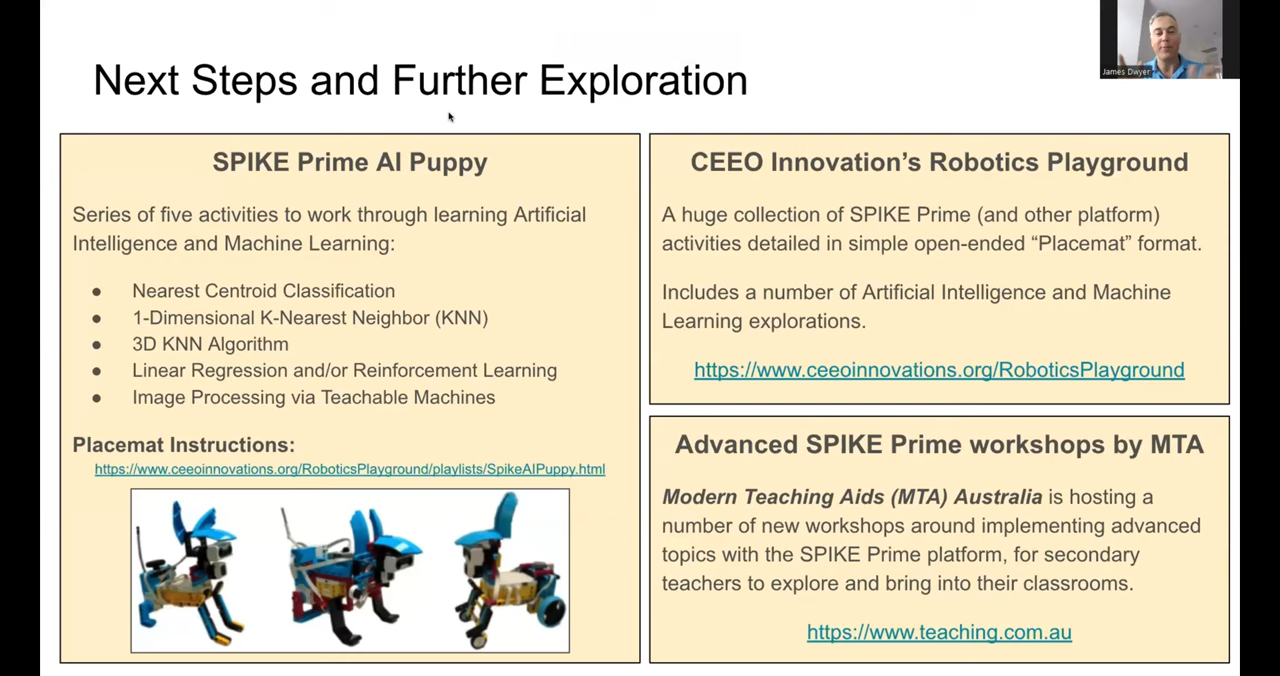 Next Steps and Further Exploration
James Dwyer
SPIKE Prime AI Puppy
Series of five activities to work through learning Artificial
Intelligence and Machine Learning:
● Nearest Centroid Classification
● 1-Dimensional K-Nearest Neighbor (KNN)
● 3D KNN Algorithm
● Linear Regression and/or Reinforcement Learning
● Image Processing via Teachable Machines
Placemat Instructions:
https://www.ceeoinnovations.org/RoboticsPlayground/playlists/SpikeAIPuppy.html
CEEO Innovation's Robotics Playground
A huge collection of SPIKE Prime (and other platform)
activities detailed in simple open-ended “Placemat” format.
Includes a number of Artificial Intelligence and Machine
Learning explorations.
https://www.ceeoinnovations.org/RoboticsPlayground
Advanced SPIKE Prime workshops by MTA
Modern Teaching Aids (MTA) Australia is hosting a
number of new workshops around implementing advanced
topics with the SPIKE Prime platform, for secondary
teachers to explore and bring into their classrooms.
https://www.teaching.com.au